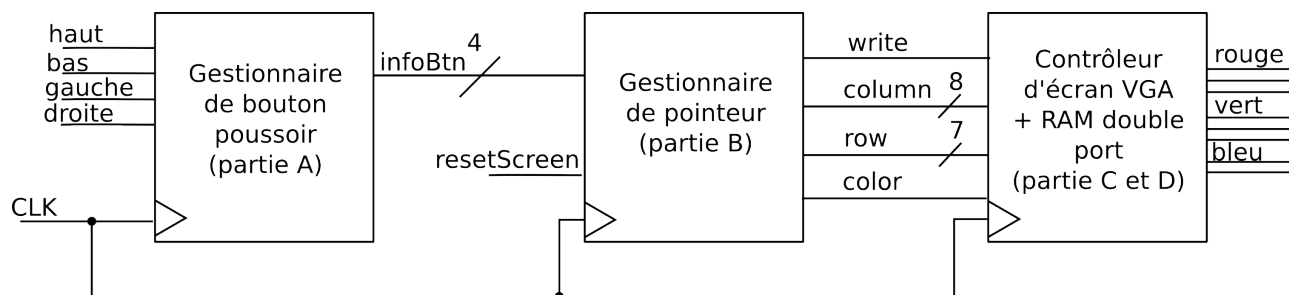 haut
bas
gauche
droite
CLK
Gestionnaire
de bouton
poussoir
(partie A)
infoBtn
4
resetScreen
Gestionnaire
de pointeur
(partie B)
write
column
8
row
7
color
Contrôleur
d'écran VGA
+ RAM double
port
(partie C et D)
rouge
vert
bleu